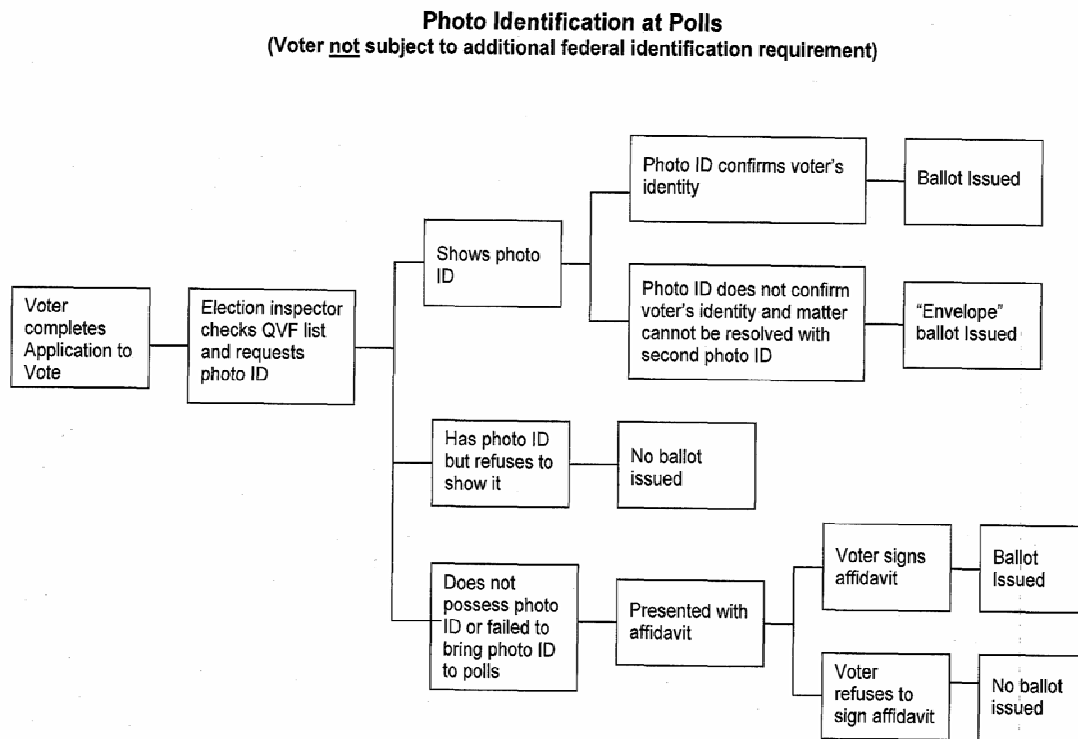 Photo Identification at Polls
(Voter not subject to additional federal identification requirement)
Photo ID confirms voter's
identity
Ballot Issued
Shows photo
ID
Photo ID does not confirm
voter's identity and matter
cannot be resolved with
second photo ID
"Envelope"
ballot Issued
Voter
completes
Application to
Vote
Election inspector
checks QVF list
and requests
photo ID
Has photo ID
but refuses to
show it
No ballot
issued
Does not
possess photo
ID or failed to
bring photo ID
to polls
Presented with
affidavit
Voter signs
affidavit
Ballot
Issued
Voter
refuses to
sign affidavit
No ballot
issued